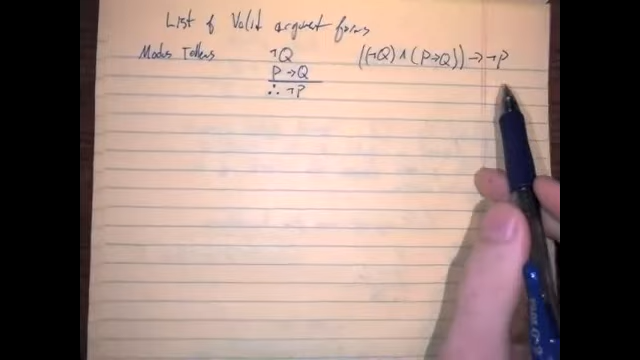 List of Valid argument forms
Modus Tollens ¬Q ((¬Q) ∧ (P→Q)) → ¬P
P → Q
∴ ¬P